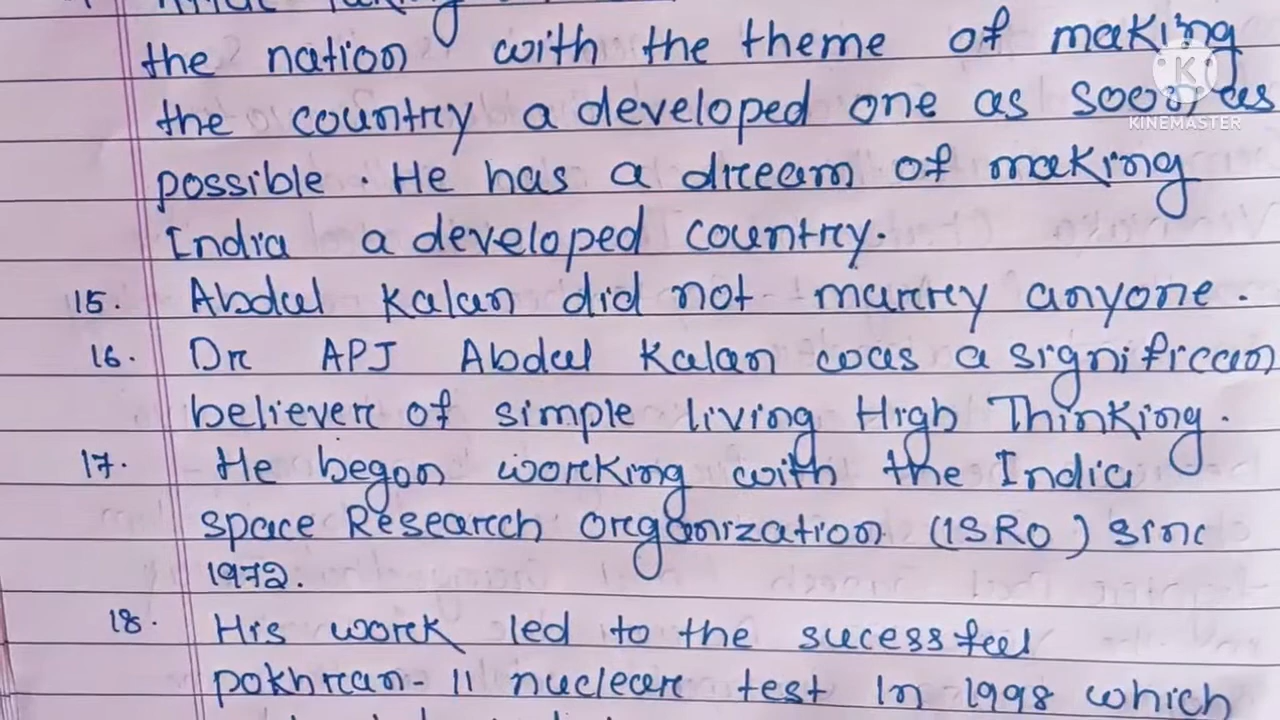 the nation with the theme of making
the country a developed one as soon as
possible. He has a dream of making
India a developed country.
15. Abdul Kalan did not marry anyone.
16. Dr APJ Abdul Kalan was a significan
believer of simple living High Thinking.
17. He began working with the India
space Research Organization (ISRO) sinc
1972.
18. His work led to the sucessful
pokhran-11 nuclear test In 1998 which
KINEMASTER